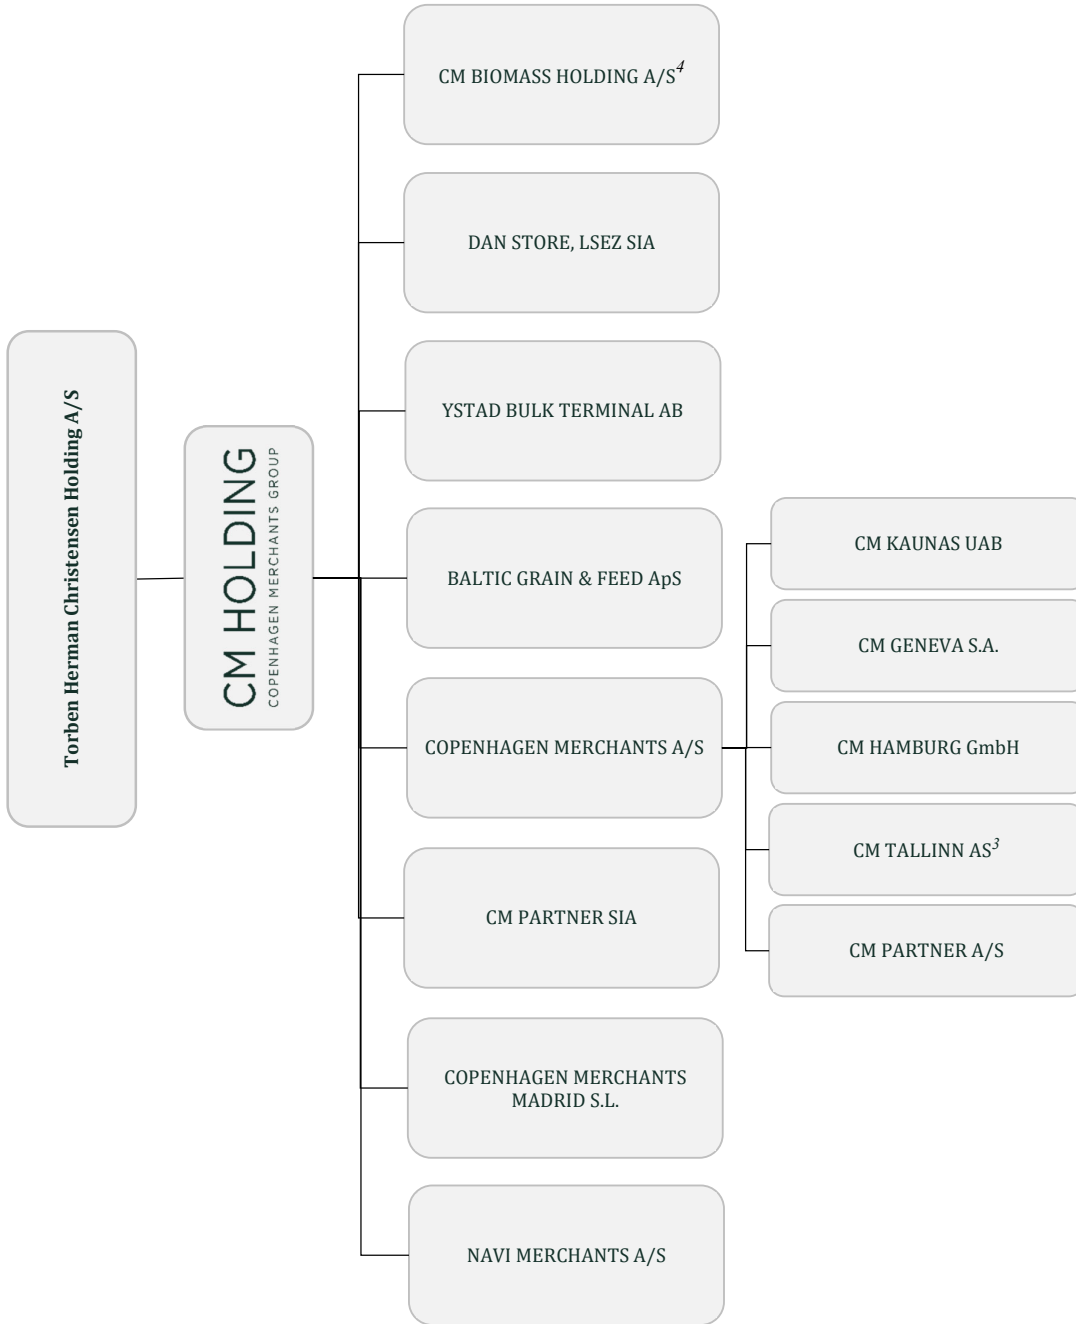 Torben Herman Christensen Holding A/S
CM HOLDING
COPENHAGEN MERCHANTS GROUP
CM BIOMASS HOLDING A/S⁴
DAN STORE, LSEZ SIA
YSTAD BULK TERMINAL AB
BALTIC GRAIN & FEED ApS
COPENHAGEN MERCHANTS A/S
CM PARTNER SIA
COPENHAGEN MERCHANTS
MADRID S.L.
NAVI MERCHANTS A/S
CM KAUNAS UAB
CM GENEVA S.A.
CM HAMBURG GmbH
CM TALLINN AS³
CM PARTNER A/S